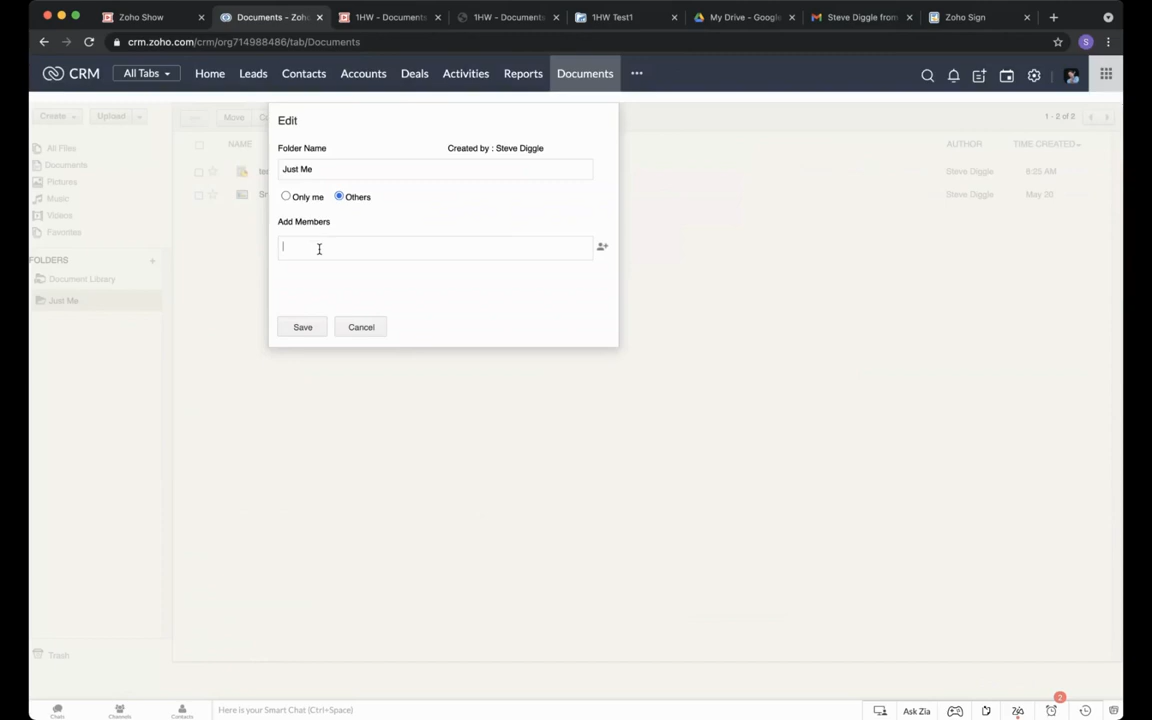 Zoho Show
Documents - Zoho
1HW - Documents
1HW - Documents
1HW Test1
My Drive - Google
Steve Diggle from
Zoho Sign
crm.zoho.com/crm/org714988486/tab/Documents
S
CRM
All Tabs
Home
Leads
Contacts
Accounts
Deals
Activities
Reports
Documents
Create
Upload
Move
1 - 2 of 2
All Files
Documents
Pictures
Music
Videos
Favorites
FOLDERS
Document Library
Just Me
NAME
AUTHOR
TIME CREATED
Steve Diggle
6:25 AM
Steve Diggle
May 20
Edit
Folder Name
Created by : Steve Diggle
Just Me
Only me
Others
Add Members
Save
Cancel
Trash
Chats
Channels
Contacts
Here is your Smart Chat (Ctrl+Space)
Ask Zia
2